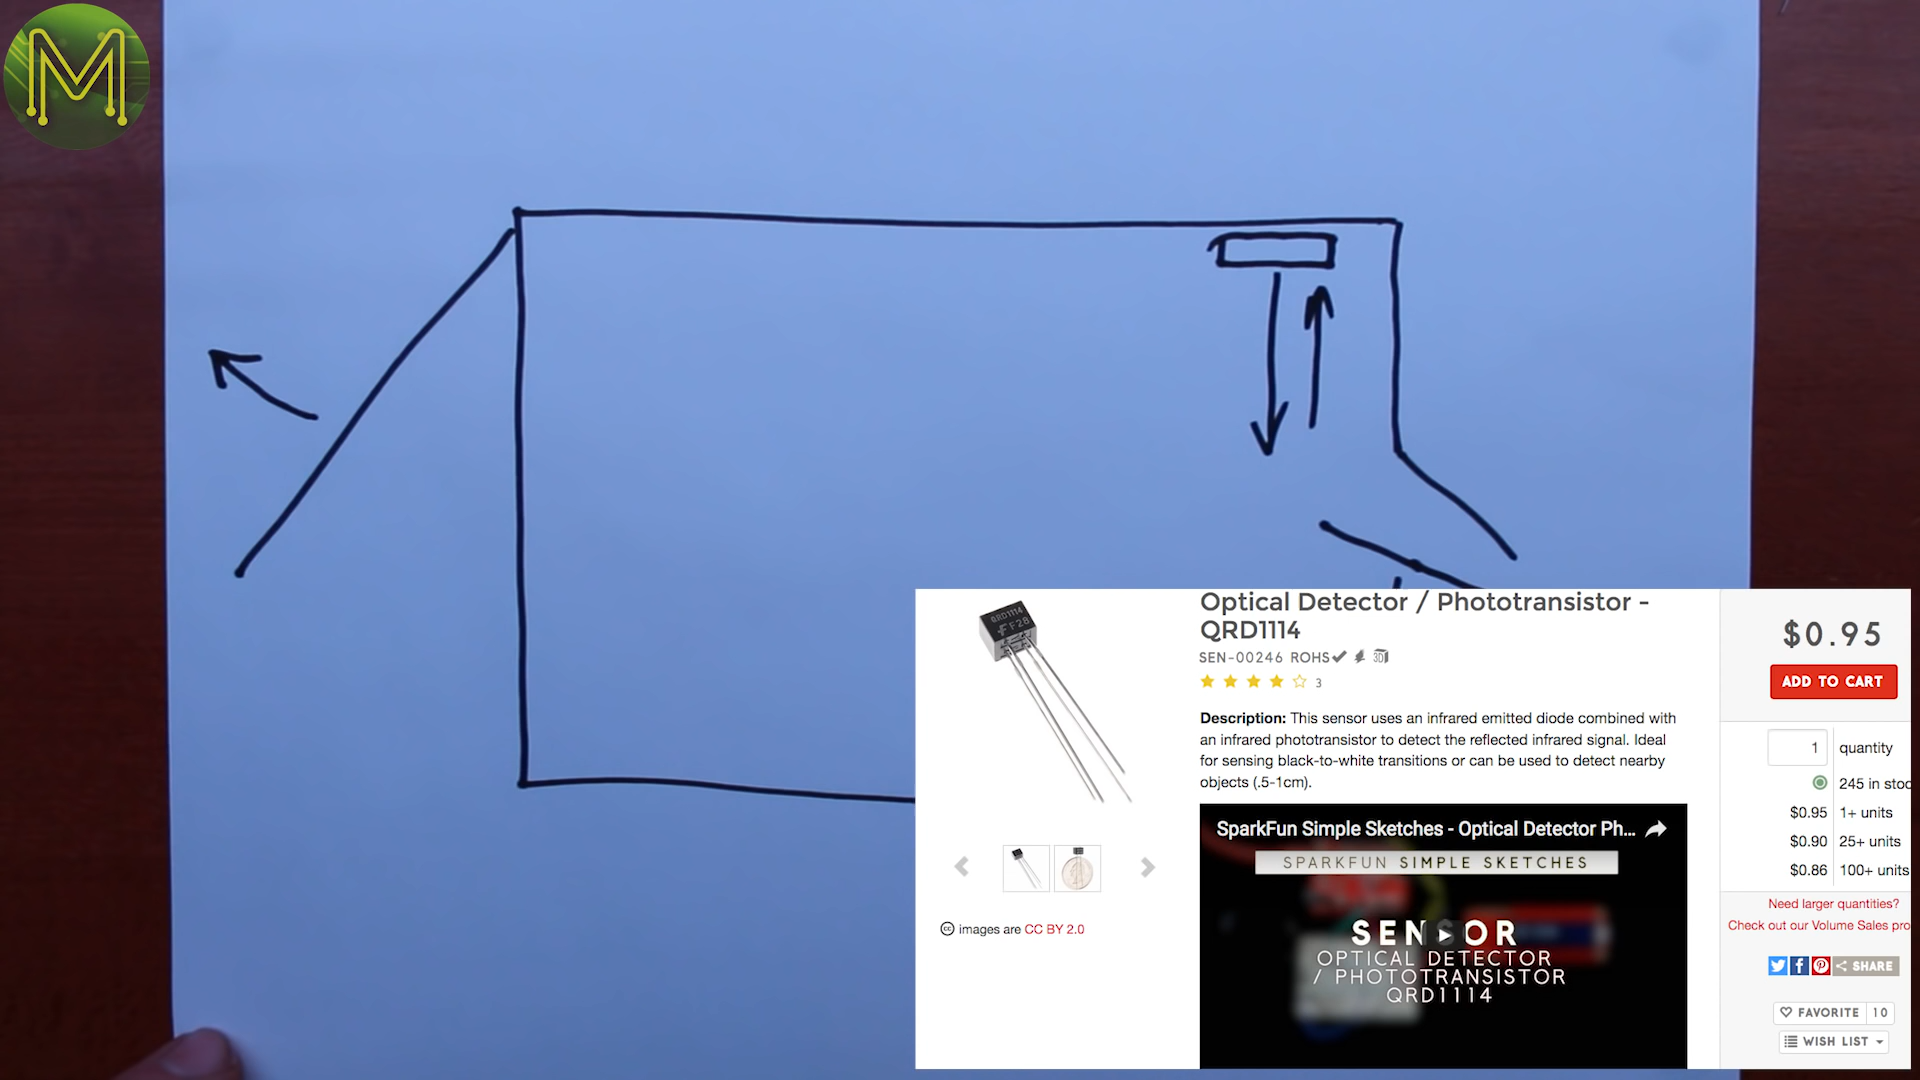 M
Optical Detector / Phototransistor -
QRD1114
SEN-00246 ROHS
3D
3
Description: This sensor uses an infrared emitted diode combined with
an infrared phototransistor to detect the reflected infrared signal. Ideal
for sensing black-to-white transitions or can be used to detect nearby
objects (.5-1cm).
QRD1114
F28
images are CC BY 2.0
SparkFun Simple Sketches - Optical Detector Ph...
SPARKFUN SIMPLE SKETCHES
SENSOR
OPTICAL DETECTOR
/ PHOTOTRANSISTOR
QRD1114
$0.95
ADD TO CART
1 quantity
245 in stoc
$0.95 1+ units
$0.90 25+ units
$0.86 100+ units
Need larger quantities?
Check out our Volume Sales pro
SHARE
FAVORITE 10
WISH LIST